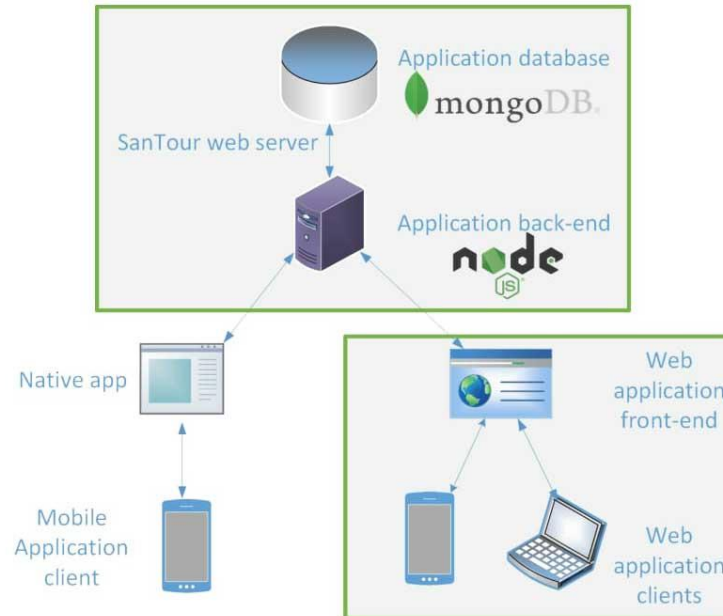 Application database
mongoDB.
SanTour web server
Application back-end
node
JS
Native app
Web
application
front-end
Mobile
Application
client
Web
application
clients